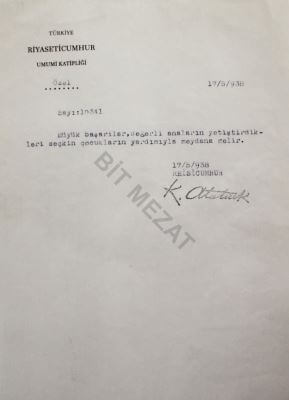 TÜRKİYE
RİYASETİCUMHUR
UMUMİ KATİPLİĞİ
Özel
17/5/938
Sayı:10341
Büyük başarılar,değerli anaların yetiştirdik-
leri seçkin çocukların yardımıyla meydana gelir.
17/5/938
REİSİCUMHUR
K. Atatürk
BİT MEZAT